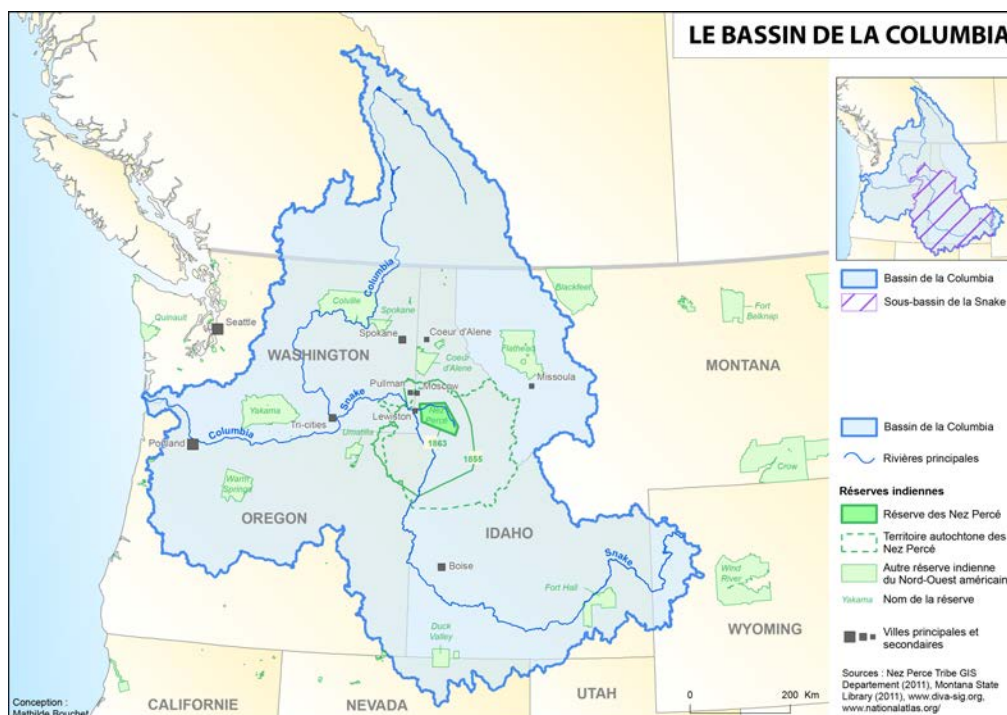 LE BASSIN DE LA COLUMBIA
Columbia
Colville
Spokane
Blackfeet
Fort
Belknap
Quinault
Seattle
Spokane
Coeur d'Alene
Flathead
WASHINGTON
Coeur
d'Alene
MONTANA
Pullman
Moscow
Missoula
Snake
Yakama
Lewiston
Nez
Percé
Tri-cities
Umatilla
Columbia
Portland
1863
1855
Crow
Warm
Springs
OREGON
IDAHO
Snake
Boise
Fort Hall
Wind
River
Duck
Valley
WYOMING
CALIFORNIE
NEVADA
UTAH
0
200 Km
Conception :
Mathilde Bouchet
Bassin de la Columbia
Sous-bassin de la Snake
Bassin de la Columbia
Rivières principales
Réserves indiennes
Réserve des Nez Percé
Territoire autochtone des
Nez Percé
Autre réserve indienne
du Nord-Ouest américain
Yakama
Nom de la réserve
Villes principales et
secondaires
Sources : Nez Perce Tribe GIS
Departement (2011), Montana State
Library (2011), www.diva-sig.org,
www.nationalatlas.org/